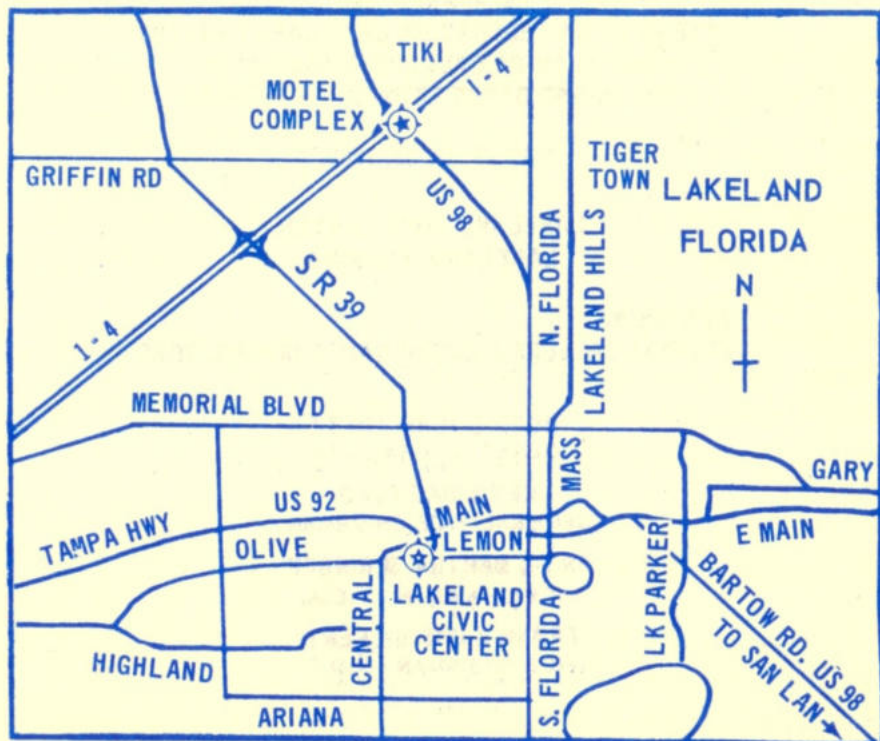 TIKI
MOTEL
COMPLEX
I-4
GRIFFIN RD
US 98
TIGER
TOWN
LAKELAND
FLORIDA
N
S R 39
N. FLORIDA
LAKELAND HILLS
I-4
MEMORIAL BLVD
MASS
GARY
US 92
MAIN
TAMPA HWY
OLIVE
LEMON
E MAIN
LAKELAND
CIVIC
CENTER
CENTRAL
HIGHLAND
S. FLORIDA
LK PARKER
BARTOW RD. US 98
TO SAN LAN
ARIANA